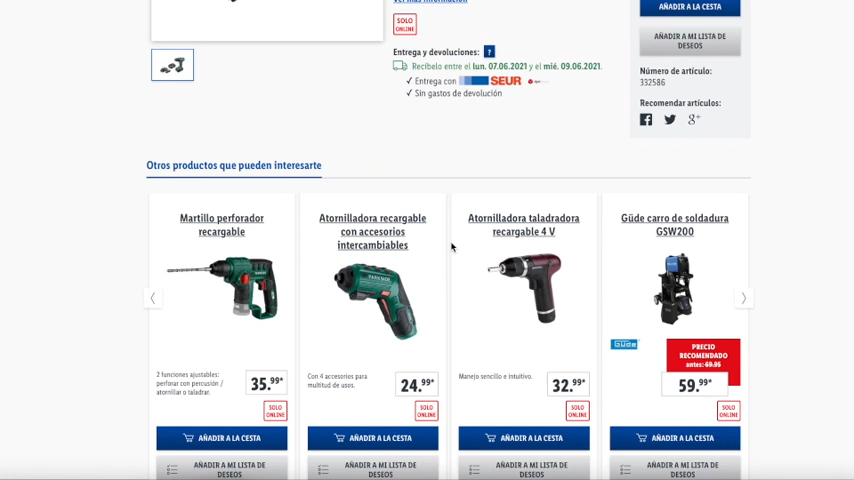 AÑADIR A LA CESTA
SOLO
ONLINE
AÑADIR A MI LISTA DE
DESEOS
Entrega y devoluciones: ?
Recíbelo entre el lun. 07.06.2021 y el mié. 09.06.2021.
✓ Entrega con SEUR
✓ Sin gastos de devolución
Número de artículo:
332586
Recomendar artículos:
g+
Otros productos que pueden interesarte
Martillo perforador
recargable
2 funciones ajustables:
perforar con percusión /
atornillar o taladrar.
35.99*
SOLO
ONLINE
AÑADIR A LA CESTA
AÑADIR A MI LISTA DE
DESEOS
Atornilladora recargable
con accesorios
intercambiables
PARKSIDE
Con 4 accesorios para
multitud de usos.
24.99*
SOLO
ONLINE
AÑADIR A LA CESTA
AÑADIR A MI LISTA DE
DESEOS
Atornilladora taladradora
recargable 4 V
Manejo sencillo e intuitivo.
32.99*
SOLO
ONLINE
AÑADIR A LA CESTA
AÑADIR A MI LISTA DE
DESEOS
Güde carro de soldadura
GSW200
Güde
PRECIO
RECOMENDADO
antes: 69.95
59.99*
SOLO
ONLINE
AÑADIR A LA CESTA
AÑADIR A MI LISTA DE
DESEOS